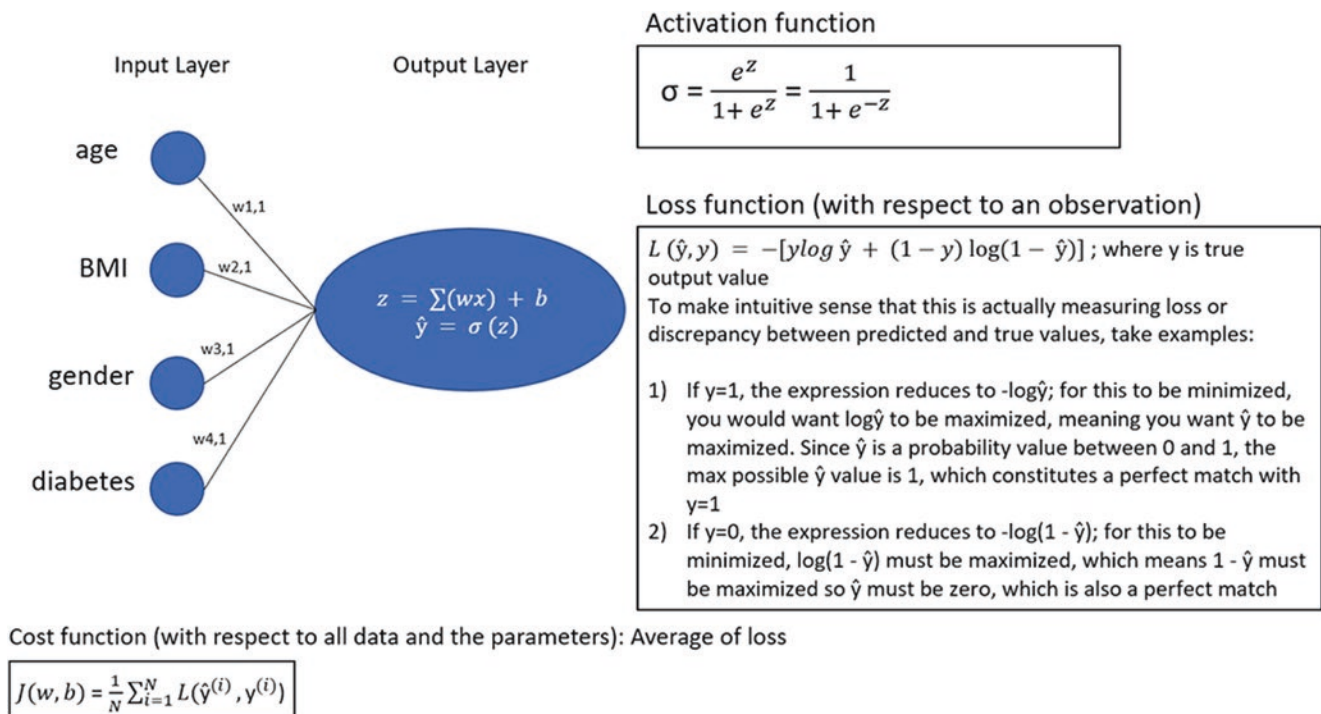 Input Layer
Output Layer
age
BMI
gender
diabetes
w1,1
w2,1
w3,1
w4,1
z = ∑(wx) + b
ŷ = σ (z)
Activation function
σ = e^z / (1 + e^z) = 1 / (1 + e^−z)
Loss function (with respect to an observation)
L (ŷ, y) = −[ylog ŷ + (1 − y) log(1 − ŷ)] ; where y is true
output value
To make intuitive sense that this is actually measuring loss or
discrepancy between predicted and true values, take examples:
1) If y=1, the expression reduces to -logŷ; for this to be minimized,
you would want logŷ to be maximized, meaning you want ŷ to be
maximized. Since ŷ is a probability value between 0 and 1, the
max possible ŷ value is 1, which constitutes a perfect match with
y=1
2) If y=0, the expression reduces to -log(1 - ŷ); for this to be
minimized, log(1 - ŷ) must be maximized, which means 1 - ŷ must
be maximized so ŷ must be zero, which is also a perfect match
Cost function (with respect to all data and the parameters): Average of loss
J(w, b) = 1/N ∑_{i=1}^{N} L(ŷ^(i), y^(i))